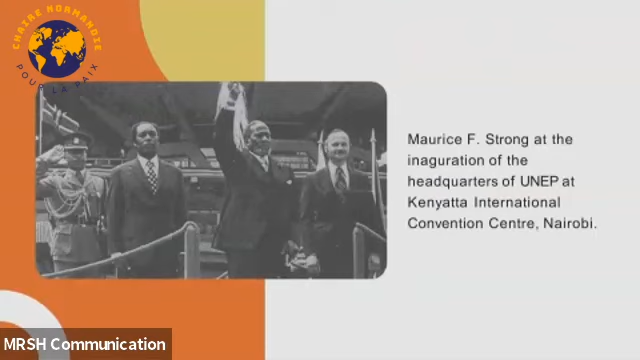 CHAIRE NORMANDIE
POUR LA PAIX
Maurice F. Strong at the
inaguration of the
headquarters of UNEP at
Kenyatta International
Convention Centre, Nairobi.
MRSH Communication